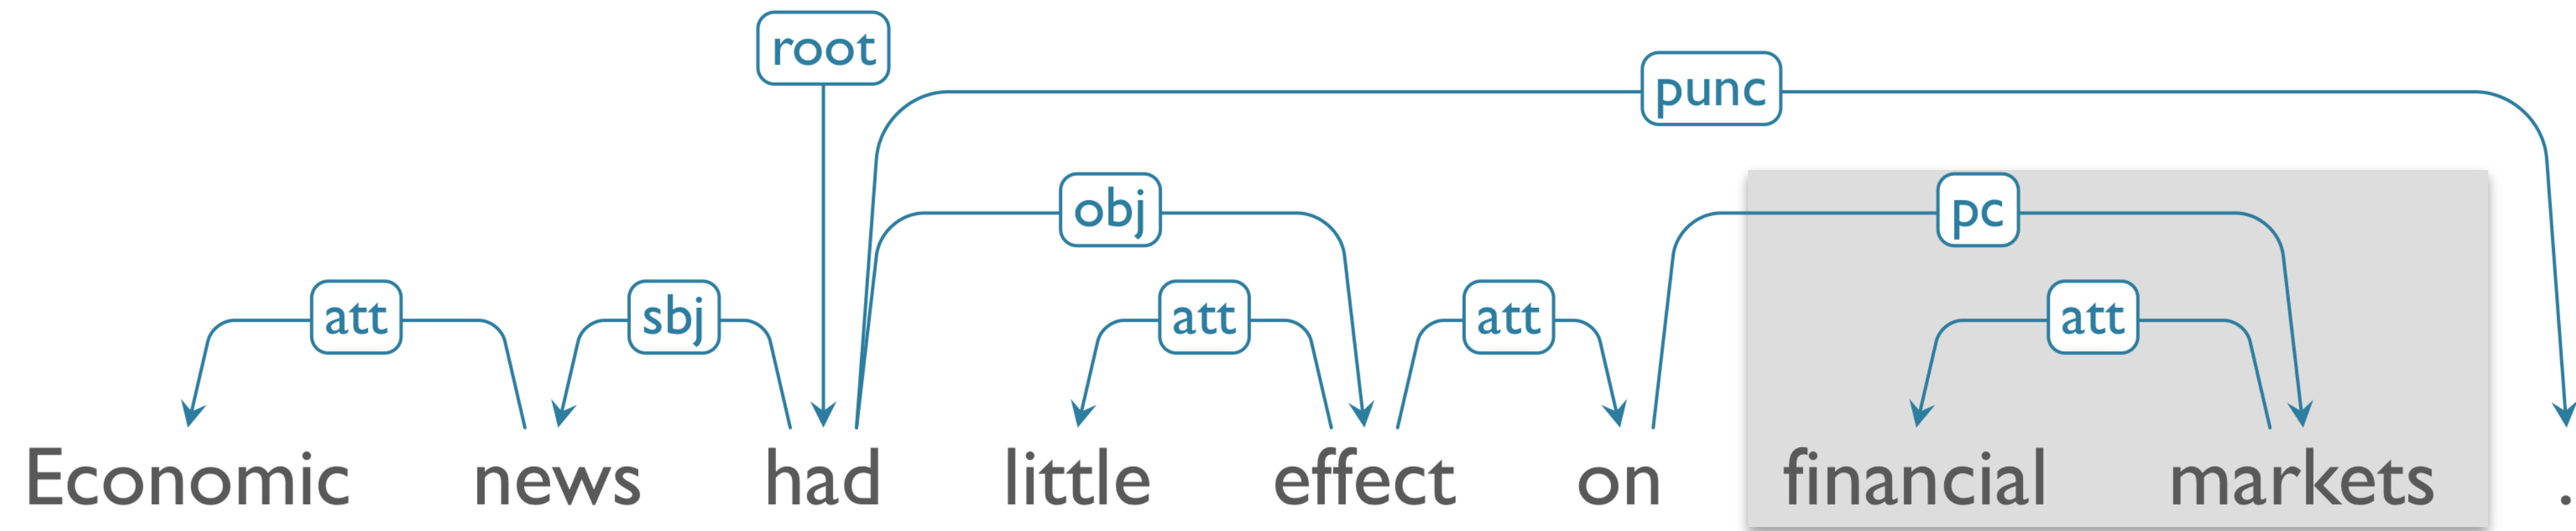 root
punc
obj pc
att sbj att att att
Economic news had little effect on financial markets .